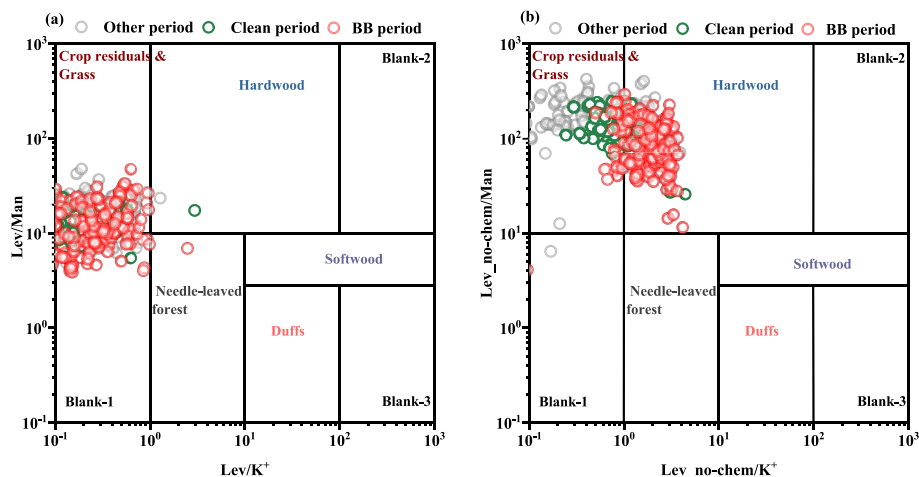 (a)
Other period
Clean period
BB period
10³
10²
10¹
10⁰
10⁻¹
Lev/Man
Crop residuals &
Grass
Hardwood
Blank-2
Softwood
Needle-leaved
forest
Duffs
Blank-1
Blank-3
10⁻¹
10⁰
10¹
10²
10³
Lev/K⁺
(b)
Other period
Clean period
BB period
10³
10²
10¹
10⁰
10⁻¹
Lev_no-chem/Man
Crop residuals &
Grass
Hardwood
Blank-2
Softwood
Needle-leaved
forest
Duffs
Blank-1
Blank-3
10⁻¹
10⁰
10¹
10²
10³
Lev_no-chem/K⁺